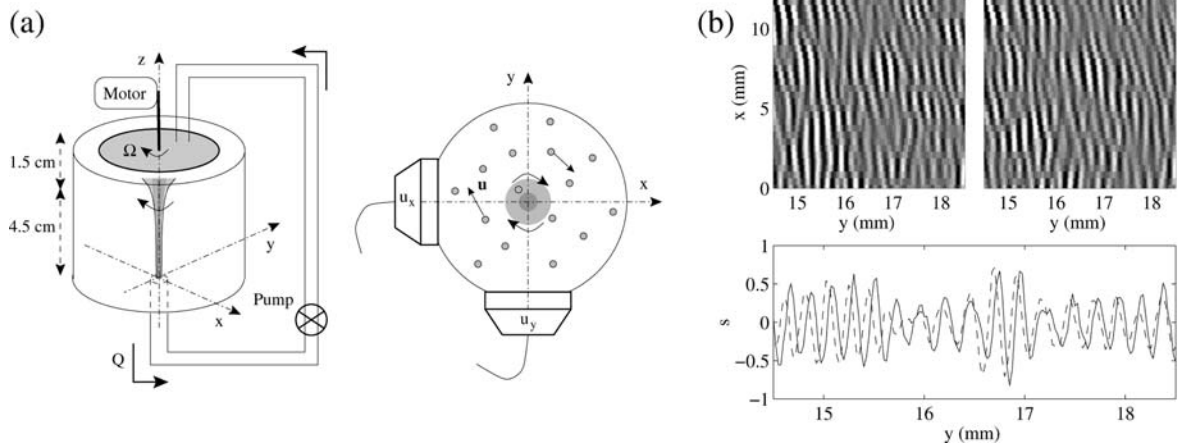 (a)
z
Motor
Ω
1.5 cm
4.5 cm
y
x
Pump
Q
y
x
u
u_x
u_y
(b)
10
5
0
x (mm)
15 16 17 18
y (mm)
15 16 17 18
y (mm)
1
0.5
0
−0.5
−1
s
15 16 17 18
y (mm)